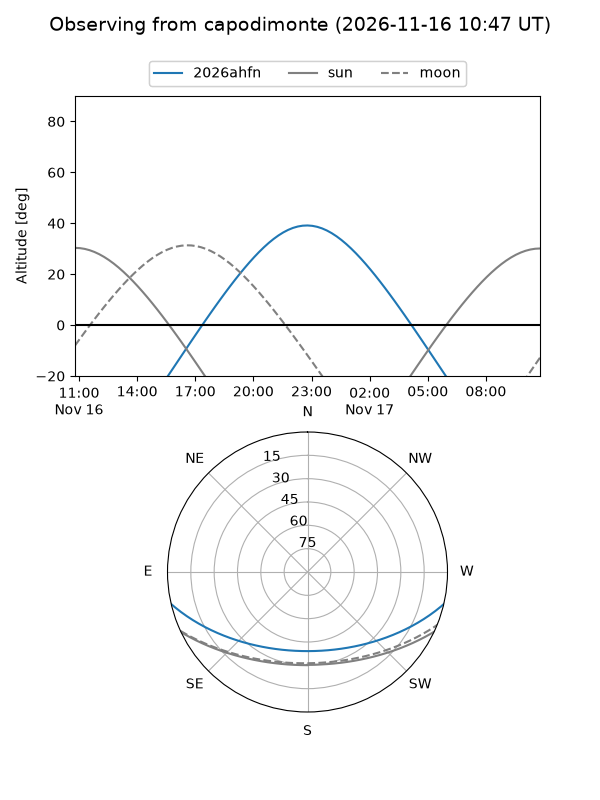 Observing from capodimonte (2026-11-16 10:47 UT)
2026ahfn sun moon
80
60
40
20
0
−20
Altitude [deg]
11:00 14:00 17:00 20:00 23:00 02:00 05:00 08:00
Nov 16 Nov 17
N
NE NW
15
30
45
60
75
E W
SE SW
S